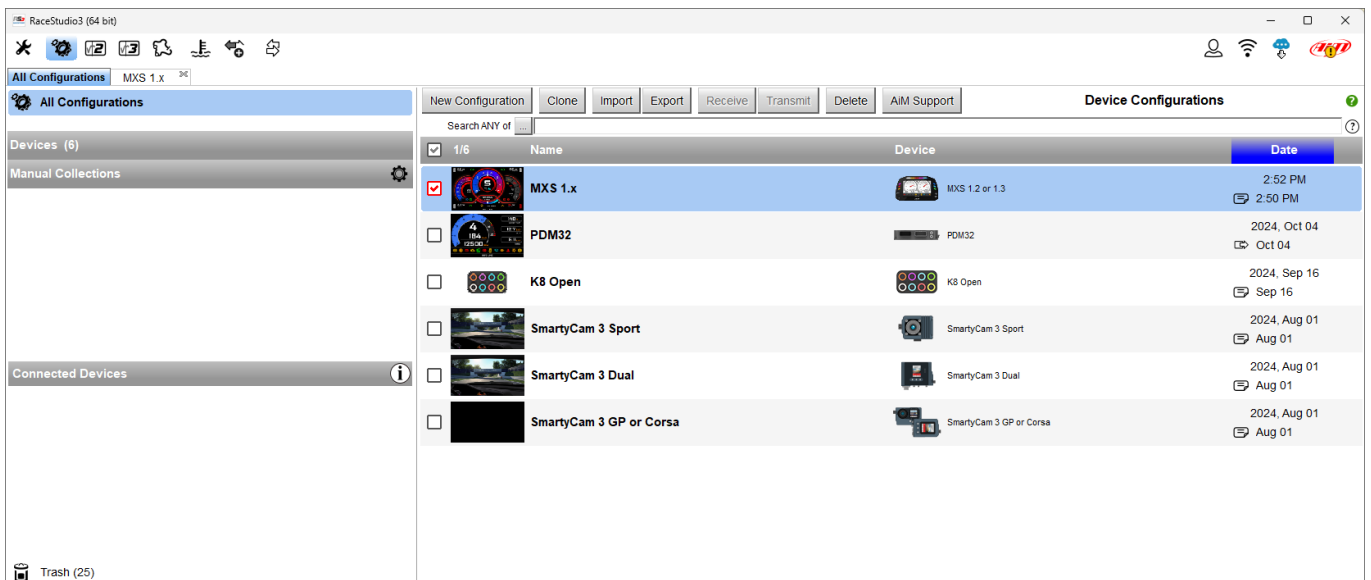 RaceStudio3 (64 bit)
All Configurations MXS 1.x
All Configurations
New Configuration Clone Import Export Receive Transmit Delete AiM Support Device Configurations
Search ANY of ...
Devices (6)
1/6 Name Device Date
Manual Collections
MXS 1.x MXS 1.2 or 1.3 2:52 PM
2:50 PM
PDM32 PDM32 2024, Oct 04
Oct 04
K8 Open K8 Open 2024, Sep 16
Sep 16
SmartyCam 3 Sport SmartyCam 3 Sport 2024, Aug 01
Aug 01
Connected Devices
SmartyCam 3 Dual SmartyCam 3 Dual 2024, Aug 01
Aug 01
SmartyCam 3 GP or Corsa SmartyCam 3 GP or Corsa 2024, Aug 01
Aug 01
Trash (25)